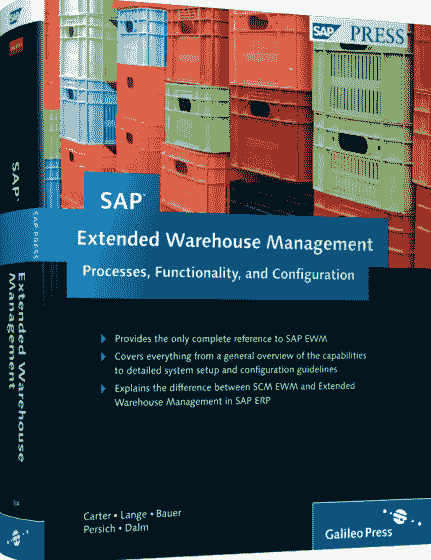 SAP PRESS
SAP
Extended Warehouse Management
Processes, Functionality, and Configuration
Provides the only complete reference to SAP EWM
Covers everything from a general overview of the capabilities
to detailed system setup and configuration guidelines
Explains the difference between SCM EWM and Extended
Warehouse Management in SAP ERP
Carter • Lange • Bauer
Persich • Dalm
Galileo Press
SAP
SAP PRESS
Extended Warehouse
Management